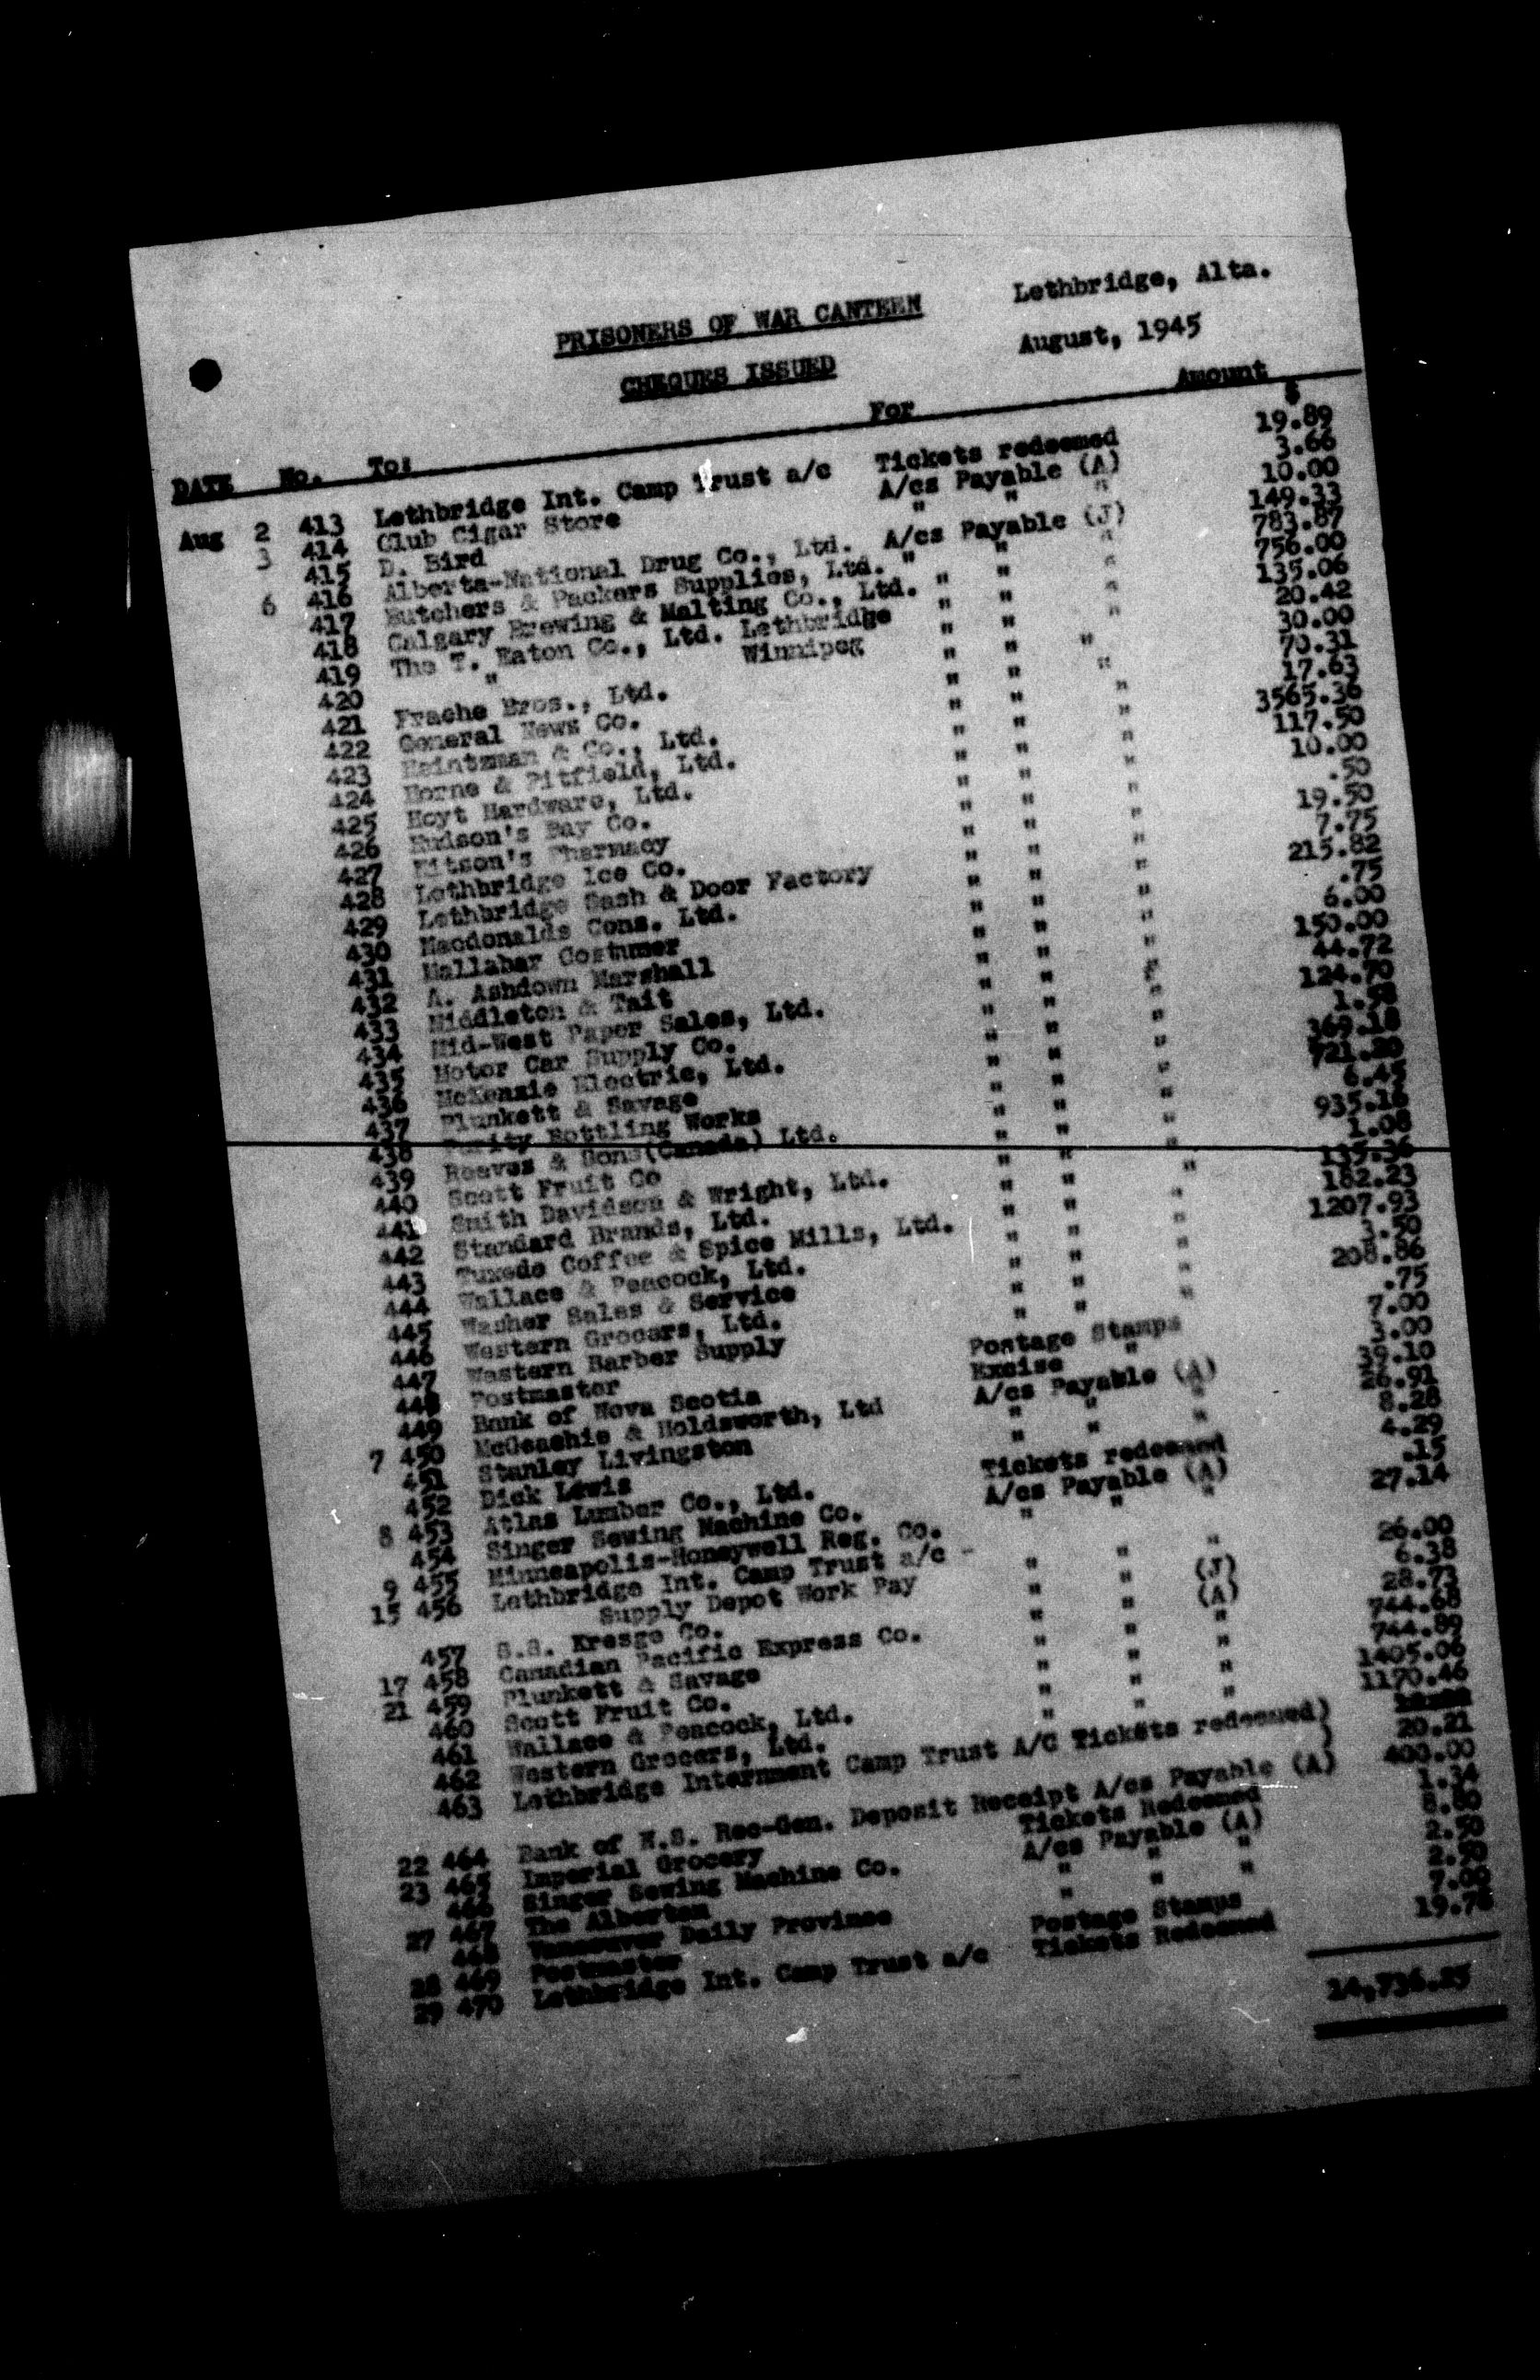 Lethbridge, Alta.
PRISONERS OF WAR CANTEEN
August, 1945
CHEQUES ISSUED
DATE No. To: For Amount
$
Aug 2 413 Lethbridge Int. Camp Trust a/c Tickets redeemed 19.89
3 414 Club Cigar Store A/cs Payable (A) 3.66
415 D. Bird " " " 10.00
6 416 Alberta-National Drug Co., Ltd. A/cs Payable (J) 149.33
417 Butchers & Packers Supplies, Ltd. " " " 783.87
418 Calgary Brewing & Malting Co., Ltd. " " " 756.00
419 The T. Eaton Co., Ltd. Lethbridge " " " 135.06
420 " Winnipeg " " " 20.42
421 Frache Bros., Ltd. " " " 30.00
422 General News Co. " " " 70.31
423 Heintzman & Co., Ltd. " " " 17.63
424 Horne & Pitfield, Ltd. " " " 3565.36
425 Hoyt Hardware, Ltd. " " " 117.50
426 Hudson's Bay Co. " " " 10.00
427 Kitson's Pharmacy " " " .50
428 Lethbridge Ice Co. " " " 19.50
429 Lethbridge Sash & Door Factory " " " 7.75
430 Macdonalds Cons. Ltd. " " " 215.82
431 Mallabar Costumer " " " .75
432 A. Ashdown Marshall " " " 6.00
433 Middleton & Tait " " " 150.00
434 Mid-West Paper Sales, Ltd. " " " 44.72
435 Motor Car Supply Co. " " " 124.70
436 McKenzie Electric, Ltd. " " " 1.98
437 Plunkett & Savage " " " 369.18
438 Purity Bottling Works " " " 721.20
439 Reeves & Sons (Canada) Ltd. " " " 6.45
440 Scott Fruit Co " " " 935.16
441 Smith Davidson & Wright, Ltd. " " " 1.08
442 Standard Brands, Ltd. " " " 135.36
443 Tuxedo Coffee & Spice Mills, Ltd. " " " 182.23
444 Wallace & Peacock, Ltd. " " " 1207.93
445 Washer Sales & Service " " " 3.50
446 Western Grocers, Ltd. " " " 208.86
447 Western Barber Supply " " " .75
448 Postmaster Postage Stamps 7.00
449 Bank of Nova Scotia Excise " 3.00
7 450 McGeachie & Holdsworth, Ltd A/cs Payable (A) 39.10
451 Stanley Livingston " " " 26.91
452 Dick Lewis " " " 8.28
8 453 Atlas Lumber Co., Ltd. Tickets redeemed 4.29
454 Singer Sewing Machine Co. A/cs Payable (A) .15
9 455 Minneapolis-Honeywell Reg. Co. " " " 27.14
15 456 Lethbridge Int. Camp Trust a/c -
Supply Depot Work Pay " " " 26.00
457 S.S. Kresge Co. " " (J) 6.38
17 458 Canadian Pacific Express Co. " " (A) 28.73
21 459 Plunkett & Savage " " " 744.68
460 Scott Fruit Co. " " " 744.89
461 Wallace & Peacock, Ltd. " " " 1405.06
462 Western Grocers, Ltd. " " " 1170.46
463 Lethbridge Internment Camp Trust A/C Tickets redeemed)
) 20.21
22 464 Bank of N.S. Rec-Gen. Deposit Receipt A/cs Payable (A) 400.00
23 465 Imperial Grocery Tickets Redeemed 1.34
466 Singer Sewing Machine Co. A/cs Payable (A) 8.80
27 467 The Albertan " " " 2.50
468 Vancouver Daily Province " " " 2.50
28 469 Postmaster Postage Stamps 7.00
29 470 Lethbridge Int. Camp Trust a/c Tickets Redeemed 19.76
14,736.25